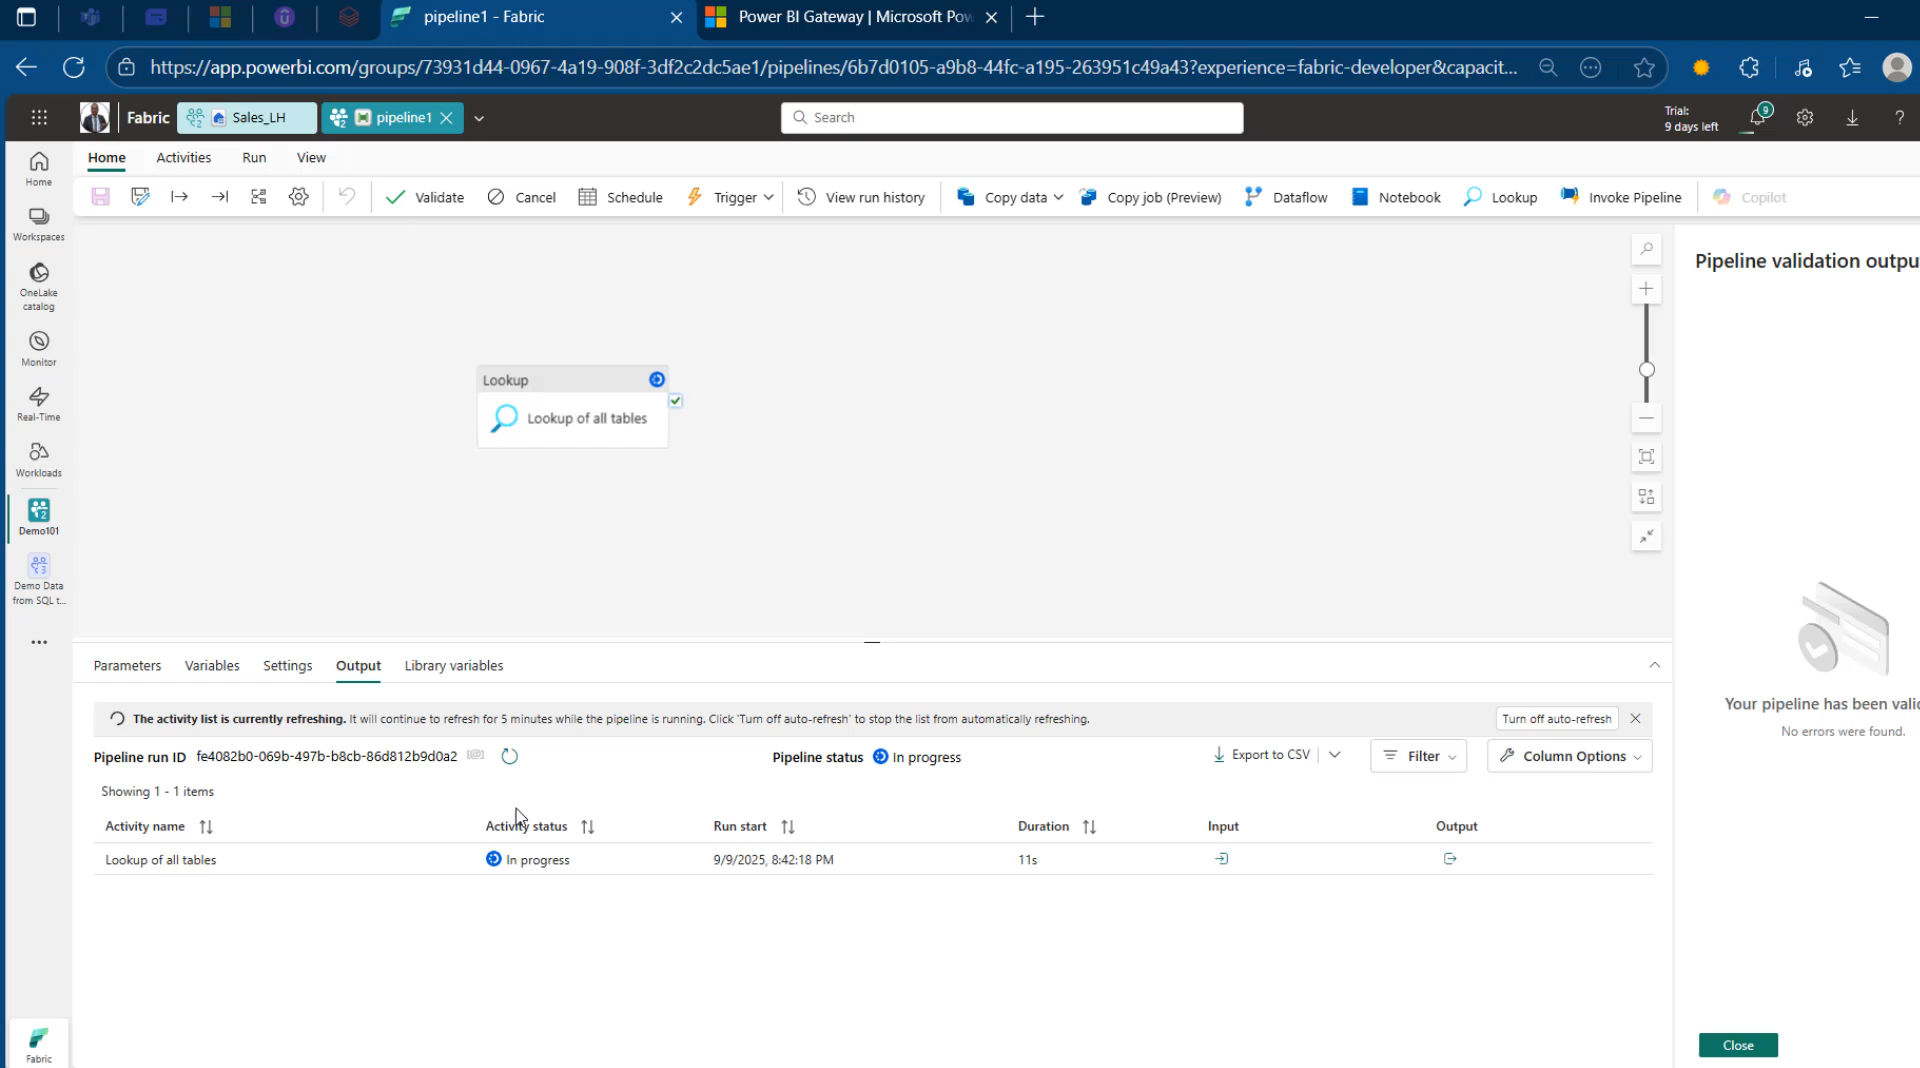 pipeline1 - Fabric
Power BI Gateway | Microsoft Pow
https://app.powerbi.com/groups/73931d44-0967-4a19-908f-3df2c2dc5ae1/pipelines/6b7d0105-a9b8-44fc-a195-263951c49a43?experience=fabric-developer&capacit...
Fabric
Sales_LH
pipeline1
Search
Trial:
9 days left
9
Home
Activities
Run
View
Validate
Cancel
Schedule
Trigger
View run history
Copy data
Copy job (Preview)
Dataflow
Notebook
Lookup
Invoke Pipeline
Copilot
Home
Workspaces
OneLake
catalog
Monitor
Real-Time
Workloads
Demo101
Demo Data
from SQL t...
Fabric
Lookup
Lookup of all tables
Pipeline validation outpu
Your pipeline has been valid
No errors were found.
Close
Parameters
Variables
Settings
Output
Library variables
The activity list is currently refreshing. It will continue to refresh for 5 minutes while the pipeline is running. Click 'Turn off auto-refresh' to stop the list from automatically refreshing.
Turn off auto-refresh
Pipeline run ID fe4082b0-069b-497b-b8cb-86d812b9d0a2
Pipeline status In progress
Export to CSV
Filter
Column Options
Showing 1 - 1 items
Activity name
Activity status
Run start
Duration
Input
Output
Lookup of all tables
In progress
9/9/2025, 8:42:18 PM
11s